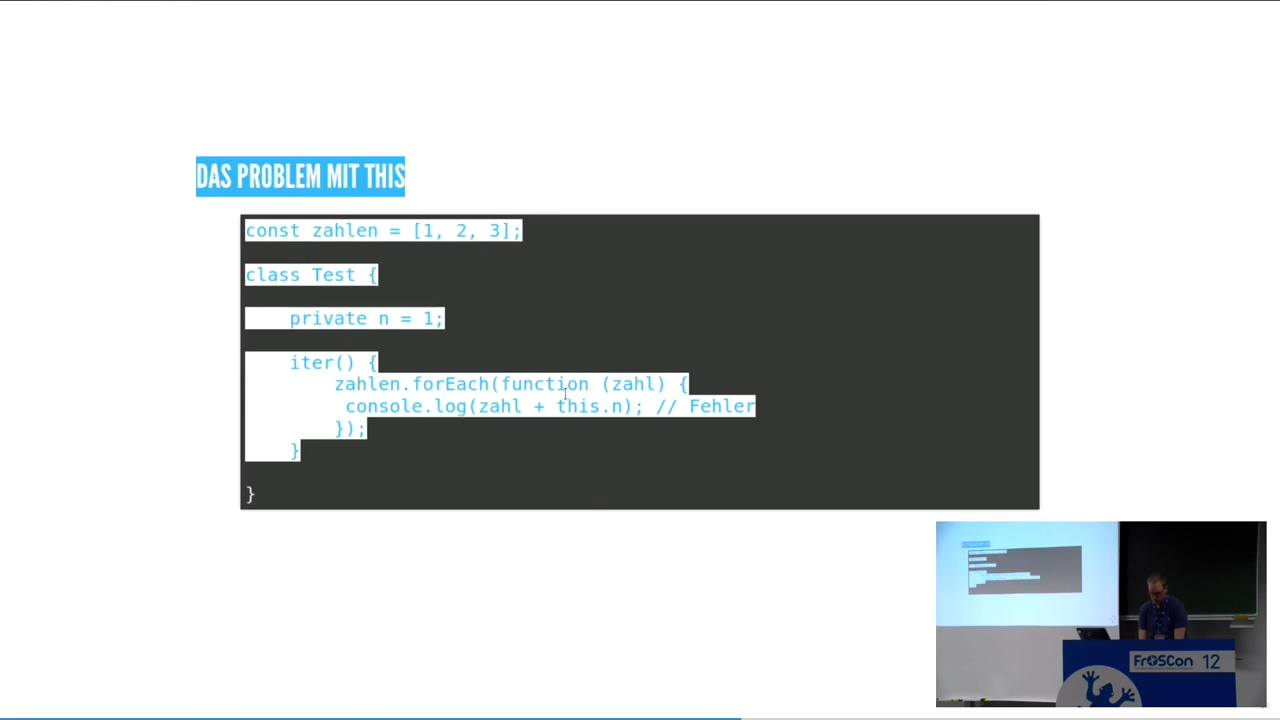 DAS PROBLEM MIT THIS
const zahlen = [1, 2, 3];
class Test {
private n = 1;
iter() {
zahlen.forEach(function (zahl) {
console.log(zahl + this.n); // Fehler
});
}
}
FrOSCon 12